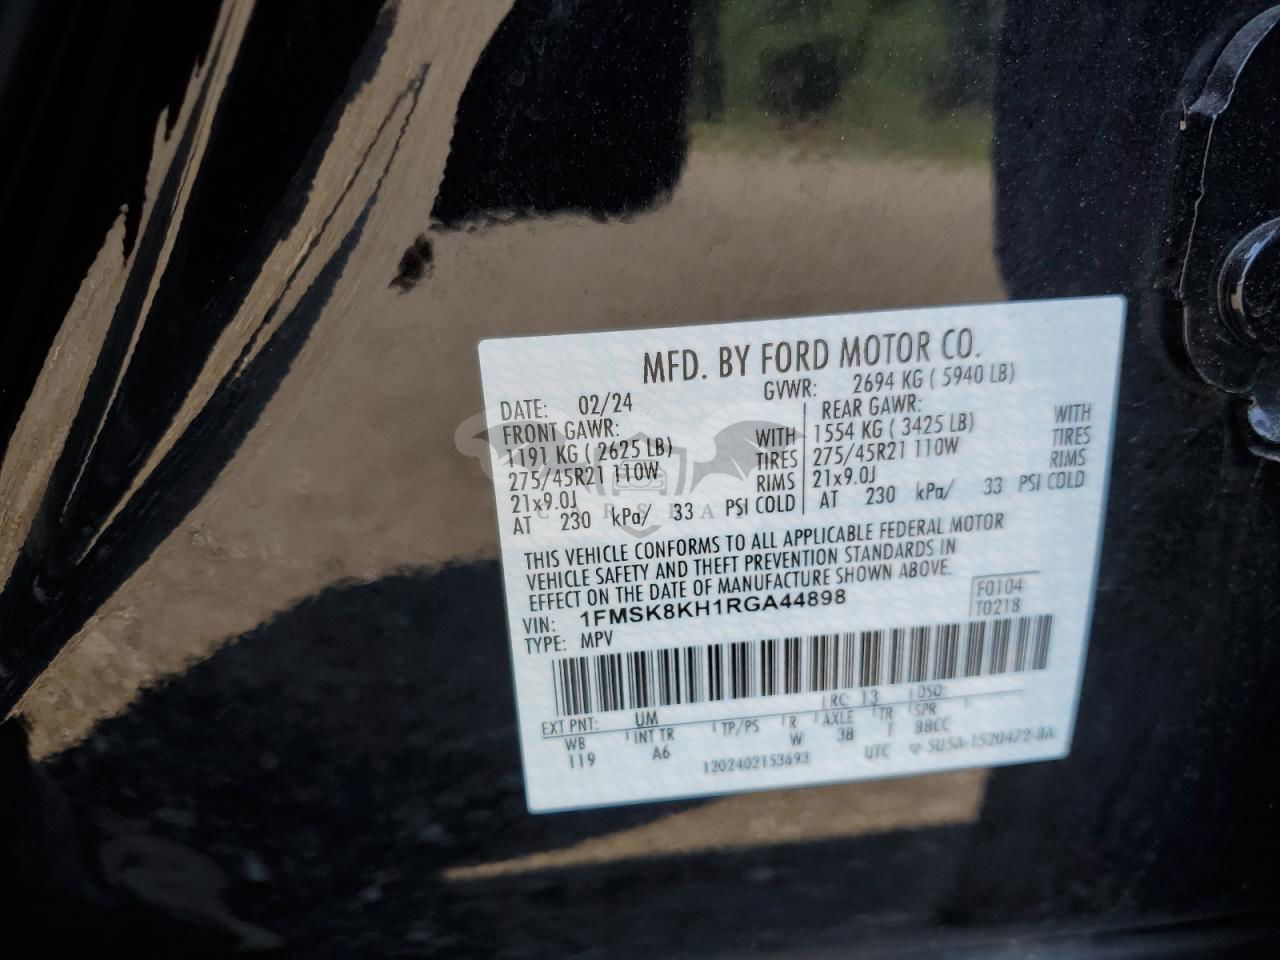 MFD. BY FORD MOTOR CO.
DATE: 02/24 GVWR: 2694 KG ( 5940 LB)
FRONT GAWR: REAR GAWR:
1191 KG ( 2625 LB) WITH 1554 KG ( 3425 LB) WITH
275/45R21 110W TIRES 275/45R21 110W TIRES
21x9.0J RIMS 21x9.0J RIMS
AT 230 kPa/ 33 PSI COLD AT 230 kPa/ 33 PSI COLD
THIS VEHICLE CONFORMS TO ALL APPLICABLE FEDERAL MOTOR
VEHICLE SAFETY AND THEFT PREVENTION STANDARDS IN
EFFECT ON THE DATE OF MANUFACTURE SHOWN ABOVE.
VIN: 1FMSK8KH1RGA44898 F0104
TYPE: MPV T0218
EXT PNT: UM RC: 13 DSO:
WB INT TR TP/PS R AXLE TR SPR
119 A6 W 3B T 88CC
1202402153693 UTC 5U5A-1520472-BA